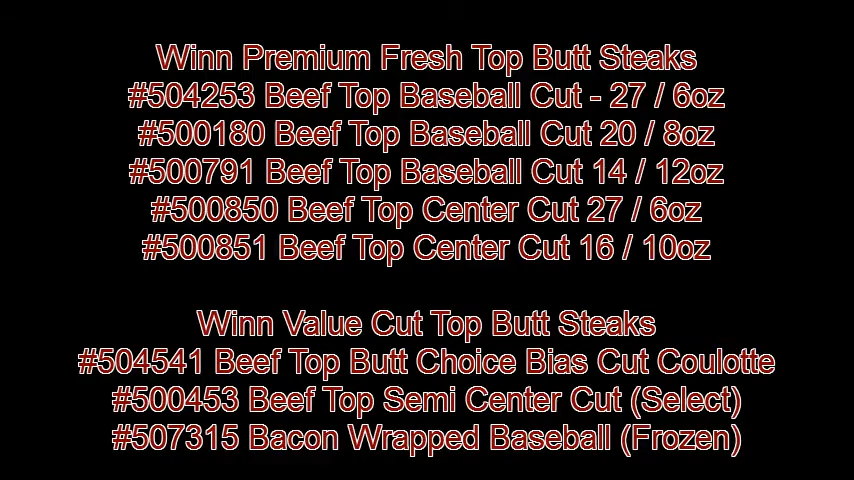 Winn Premium Fresh Top Butt Steaks
#504253 Beef Top Baseball Cut - 27 / 6oz
#500180 Beef Top Baseball Cut 20 / 8oz
#500791 Beef Top Baseball Cut 14 / 12oz
#500850 Beef Top Center Cut 27 / 6oz
#500851 Beef Top Center Cut 16 / 10oz
Winn Value Cut Top Butt Steaks
#504541 Beef Top Butt Choice Bias Cut Coulotte
#500453 Beef Top Semi Center Cut (Select)
#507315 Bacon Wrapped Baseball (Frozen)